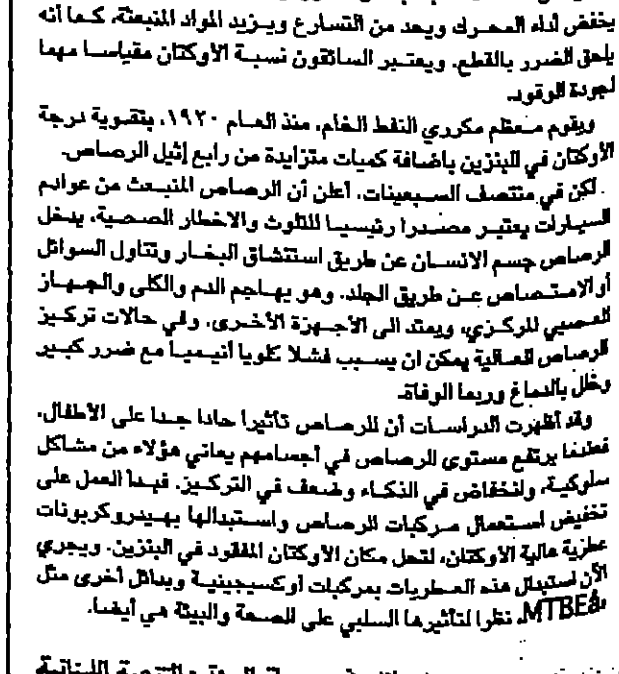 يخفض أداء المحرك ويحد من التسارع ويزيد المواد المنبعثة، كما أنه
يلحق الضرر بالقطع. ويعتبر السائقون نسبة الأوكتان مقياسا مهما
لجودة الوقود.
ويقوم معظم مكرري النفط الخام، منذ العام ١٩٢٠، بتقوية درجة
الأوكتان في البنزين باضافة كميات متزايدة من رابع إثيل الرصاص.
لكن في منتصف السبعينات، أعلن أن الرصاص المنبعث من عوادم
السيارات يعتبر مصدرا رئيسيا للتلوث والاخطار الصحية، يدخل
الرصاص جسم الانسان عن طريق استنشاق البخار وتناول السوائل
أو الامتصاص عن طريق الجلد. وهو يهاجم الدم والكلى والجهاز
العصبي المركزي، ويمتد الى الأجهزة الأخرى. وفي حالات تركيز
الرصاص العالية يمكن ان يسبب فشلا كلويا أنيميا مع ضرر كبير
وخلل بالدماغ وربما الوفاة.
وقد أظهرت الدراسات أن للرصاص تأثيرا حادا جدا على الأطفال.
فعندما يرتفع مستوى الرصاص في أجسامهم يعاني هؤلاء من مشاكل
سلوكية، وانخفاض في الذكاء وضعف في التركيز. فبدأ العمل على
تخفيض استعمال مركبات الرصاص واستبدالها بهيدروكربونات
عطرية عالية الاوكتان، لتحل مكان الأوكتان المفقود في البنزين. ويجري
الآن استبدال هذه العطريات بمركبات أوكسيجينية وبدائل أخرى مثل
MTBE، نظرا لتأثيرها السلبي على الصحة والبيئة هي أيضا.